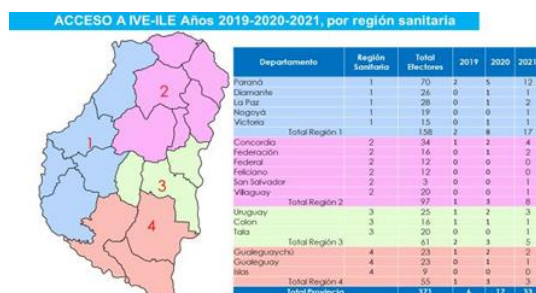 ACCESO A IVE-ILE Años 2019-2020-2021, por región sanitaria
Departamento Región Sanitaria Total Efectores 2019 2020 2021
Paraná 1 70 2 5 12
Diamante 1 26 0 1 1
La Paz 1 28 0 1 2
Nogoyá 1 19 0 0 1
Victoria 1 15 0 1 1
Total Región 1 158 2 8 17
Concordia 2 34 1 2 4
Federación 2 16 0 1 2
Federal 2 12 0 0 0
Feliciano 2 12 0 0 0
San Salvador 2 3 0 0 1
Villaguay 2 20 0 0 1
Total Región 2 97 1 3 8
Uruguay 3 25 1 2 3
Colon 3 16 1 1 1
Tala 3 20 0 0 1
Total Región 3 61 2 3 5
Gualeguaychú 4 23 1 2 2
Gualeguay 4 23 0 1 1
Islas 4 9 0 0 0
Total Región 4 55 1 3 3
Total Provincia 371 6 17 33
1
2
3
4